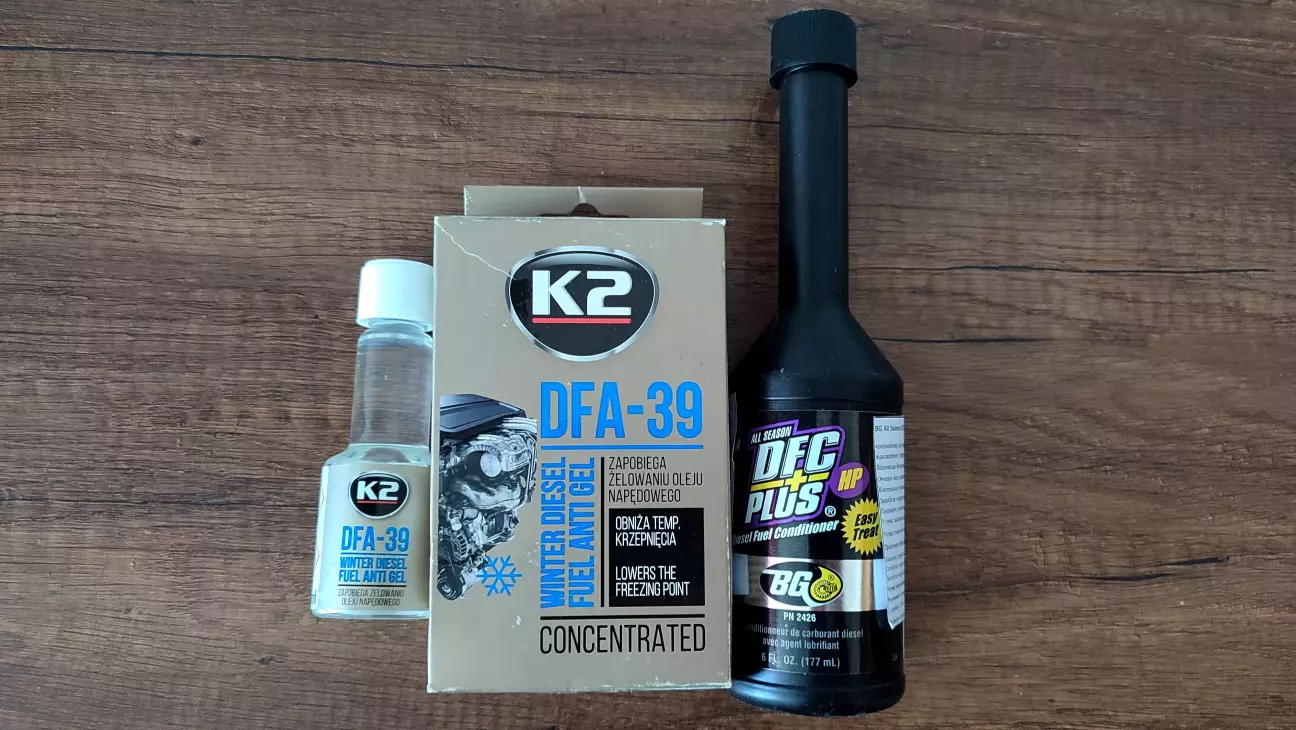 K2
DFA-39
WINTER DIESEL
FUEL ANTI GEL
ZAPOBIEGA ŻELOWANIU
OLEJU NAPĘDOWEGO
K2
DFA-39
WINTER DIESEL
FUEL ANTI GEL
ZAPOBIEGA
ŻELOWANIU OLEJU
NAPĘDOWEGO
OBNIŻA TEMP.
KRZEPNIĘCIA
LOWERS THE
FREEZING POINT
CONCENTRATED
ALL SEASON
DFC
+
PLUS®
HP
Diesel Fuel Conditioner
Easy
Treat
BG®
PN 2426
de carburant diesel
avec agent lubrifiant
6 FL. OZ. (177 mL)
BG All